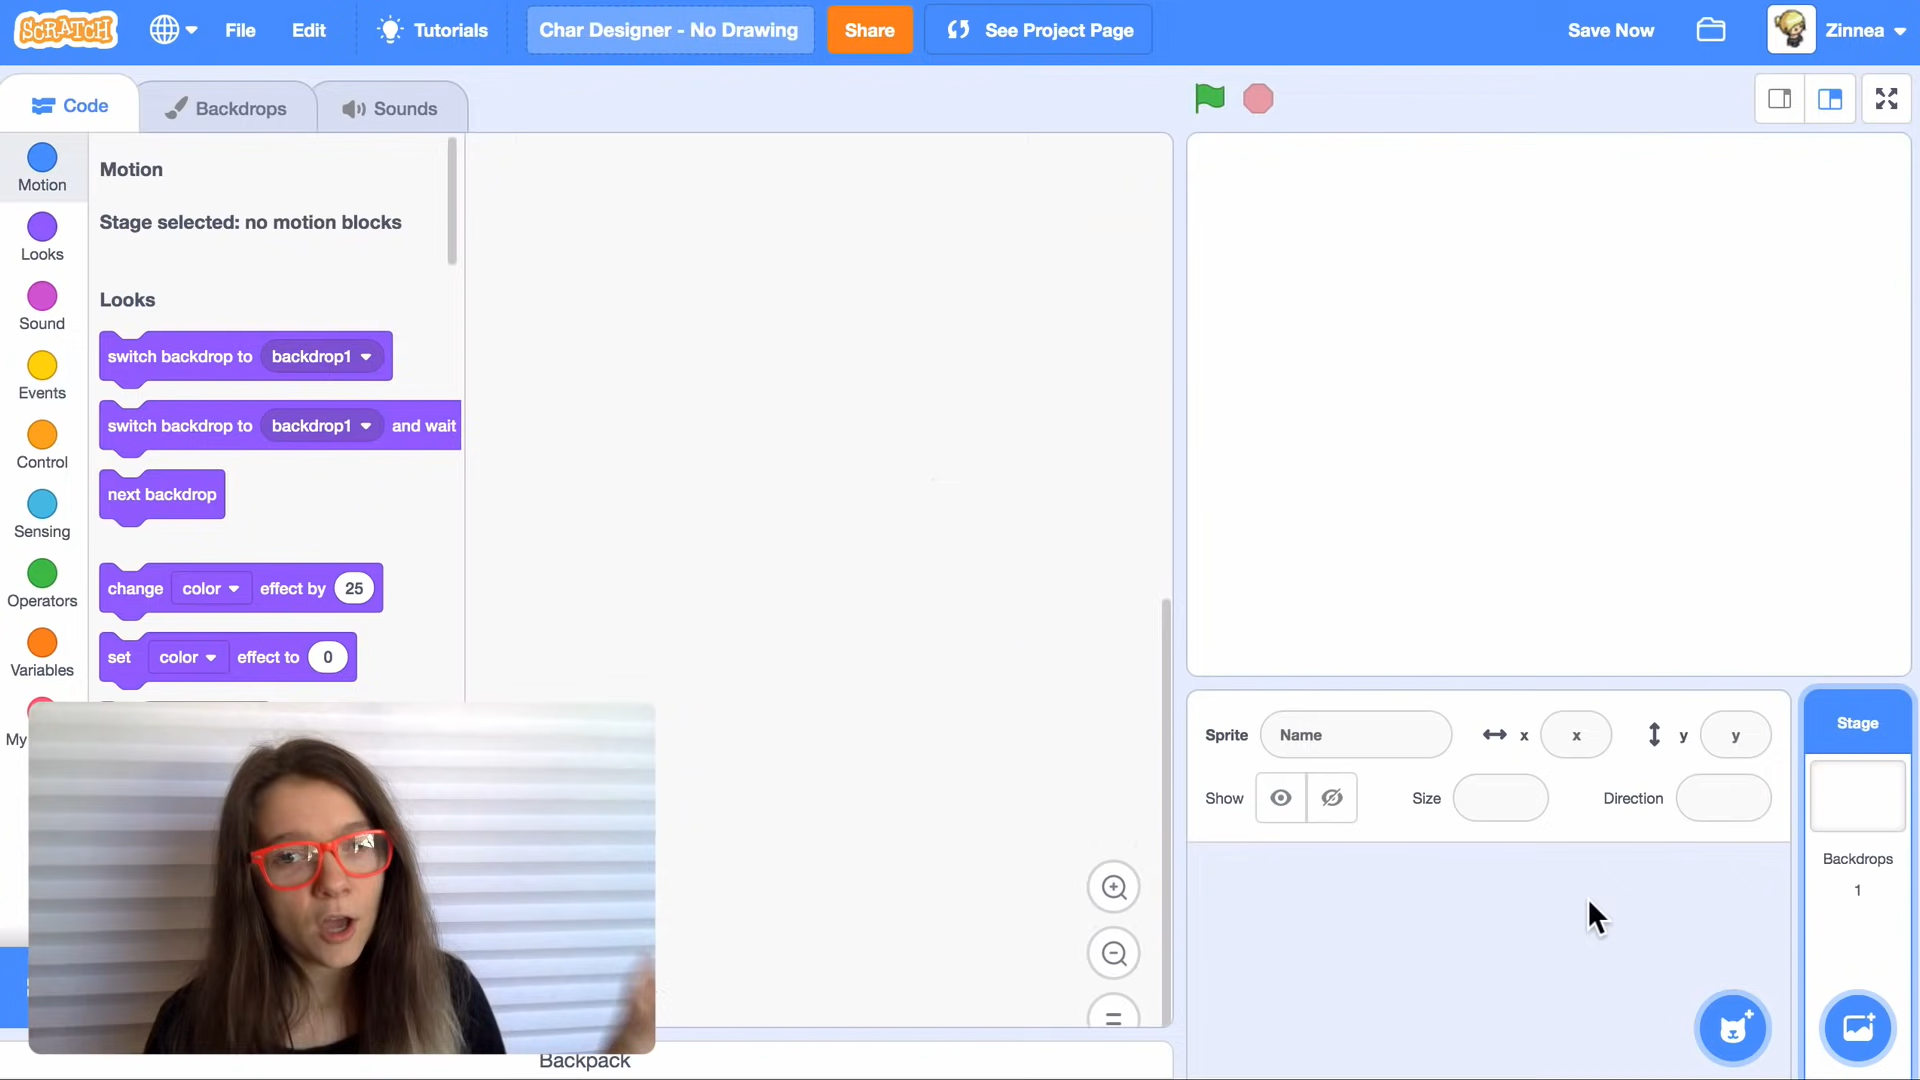 SCRATCH
File
Edit
Tutorials
Char Designer - No Drawing
Share
See Project Page
Save Now
Zinnea
Code
Backdrops
Sounds
Motion
Looks
Sound
Events
Control
Sensing
Operators
Variables
My
Motion
Stage selected: no motion blocks
Looks
switch backdrop to backdrop1
switch backdrop to backdrop1 and wait
next backdrop
change color effect by 25
set color effect to 0
Backpack
Sprite Name x x y y
Show Size Direction
Stage
Backdrops
1